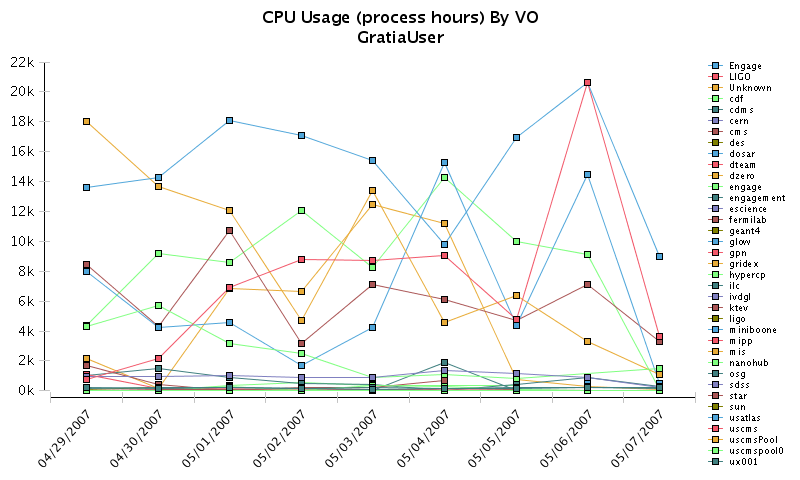 CPU Usage (process hours) By VO
GratiaUser
22k
20k
18k
16k
14k
12k
10k
8k
6k
4k
2k
0k
04/29/2007
04/30/2007
05/01/2007
05/02/2007
05/03/2007
05/04/2007
05/05/2007
05/06/2007
05/07/2007
Engage
LIGO
Unknown
cdf
cdms
cern
cms
des
dosar
dteam
dzero
engage
engagement
escience
fermilab
geant4
glow
gpn
gridex
hypercp
ilc
ivdgl
ktev
ligo
miniboone
mipp
mis
nanohub
osg
sdss
star
sun
usatlas
uscms
uscmsPool
uscmspool0
ux001